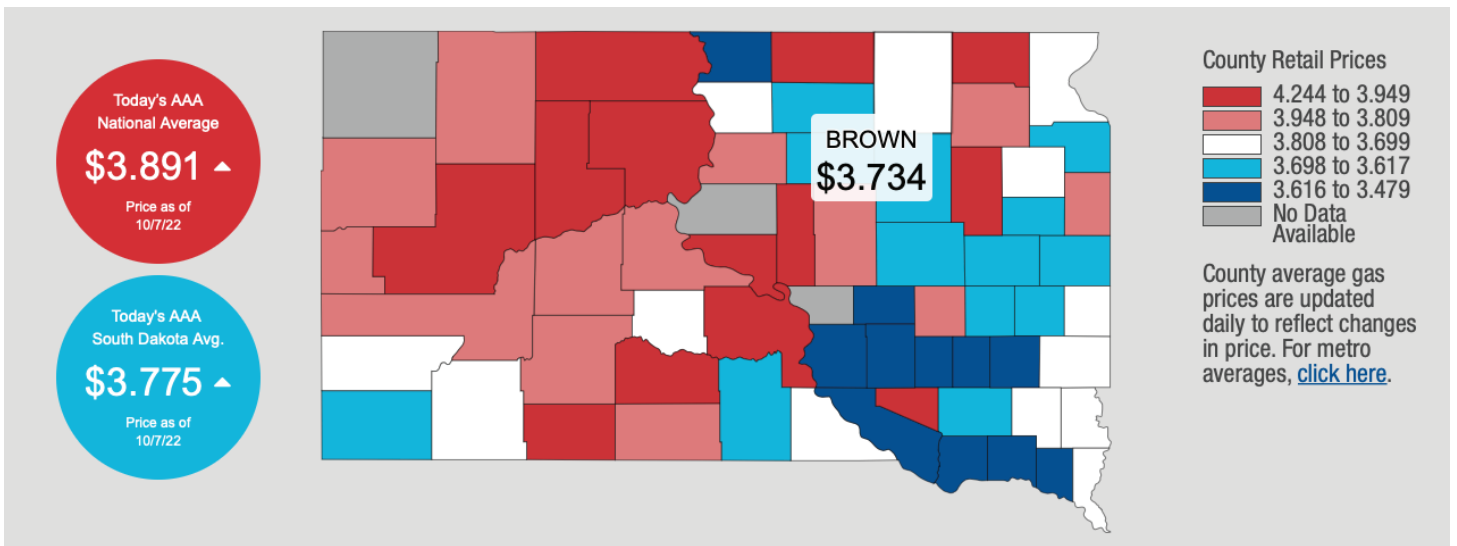 Today's AAA
National Average
$3.891
Price as of
10/7/22
Today's AAA
South Dakota Avg.
$3.775
Price as of
10/7/22
BROWN
$3.734
County Retail Prices
4.244 to 3.949
3.948 to 3.809
3.808 to 3.699
3.698 to 3.617
3.616 to 3.479
No Data
Available
County average gas
prices are updated
daily to reflect changes
in price. For metro
averages, click here.